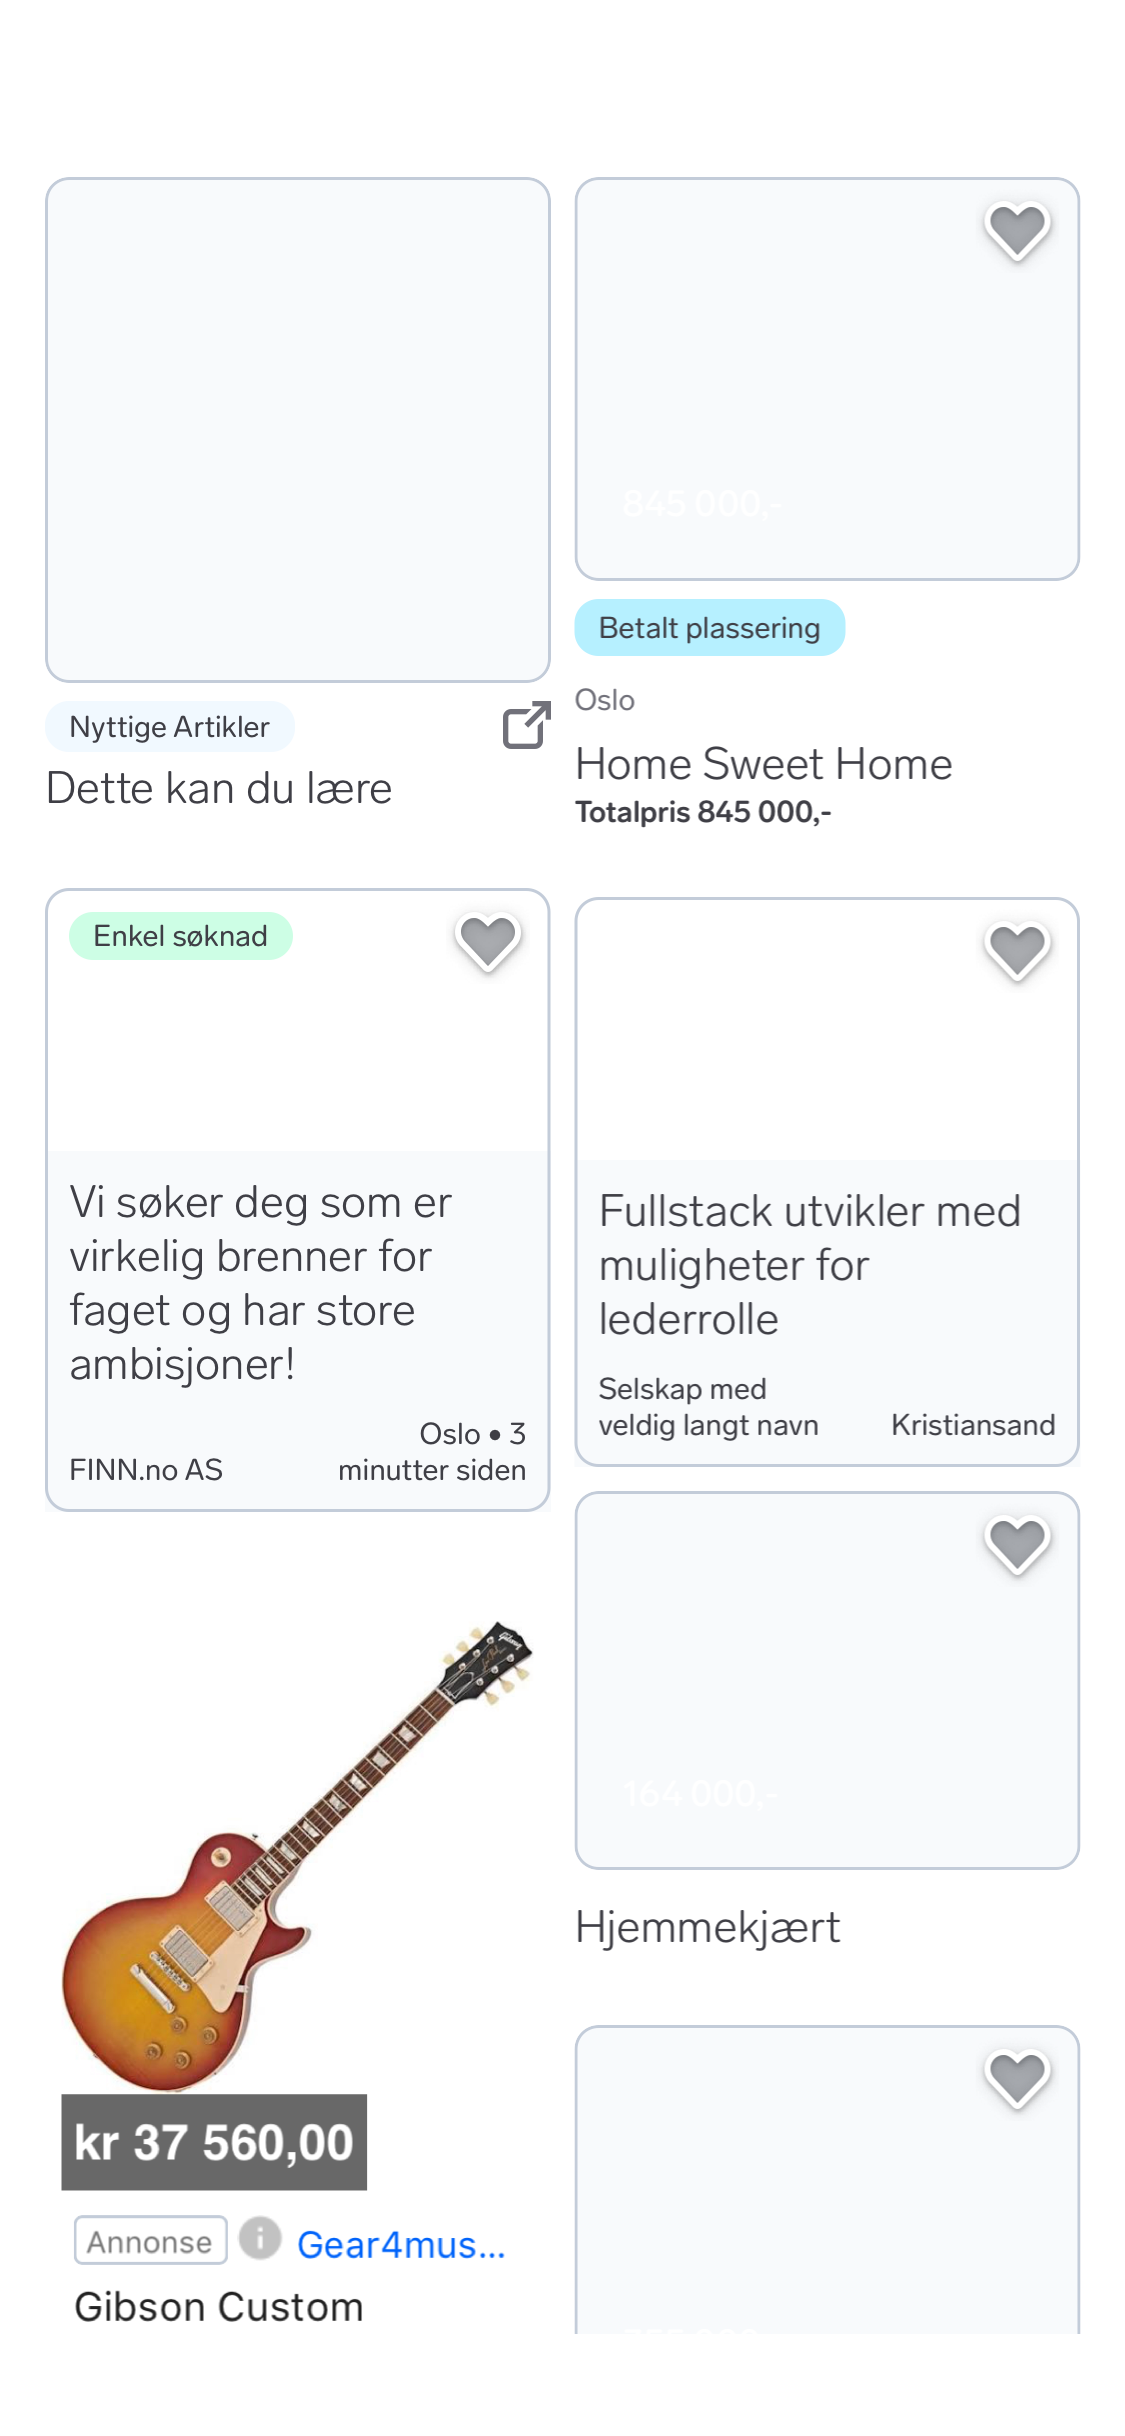 845 000,-
Nyttige Artikler
Dette kan du lære
Betalt plassering
Oslo
Home Sweet Home
Totalpris 845 000,-
Enkel søknad
Vi søker deg som er
virkelig brenner for
faget og har store
ambisjoner!
Oslo • 3
FINN.no AS minutter siden
Fullstack utvikler med
muligheter for
lederrolle
Selskap med
veldig langt navn Kristiansand
164 000,-
Hjemmekjært
Gibson
kr 37 560,00
Annonse Gear4mus...
Gibson Custom